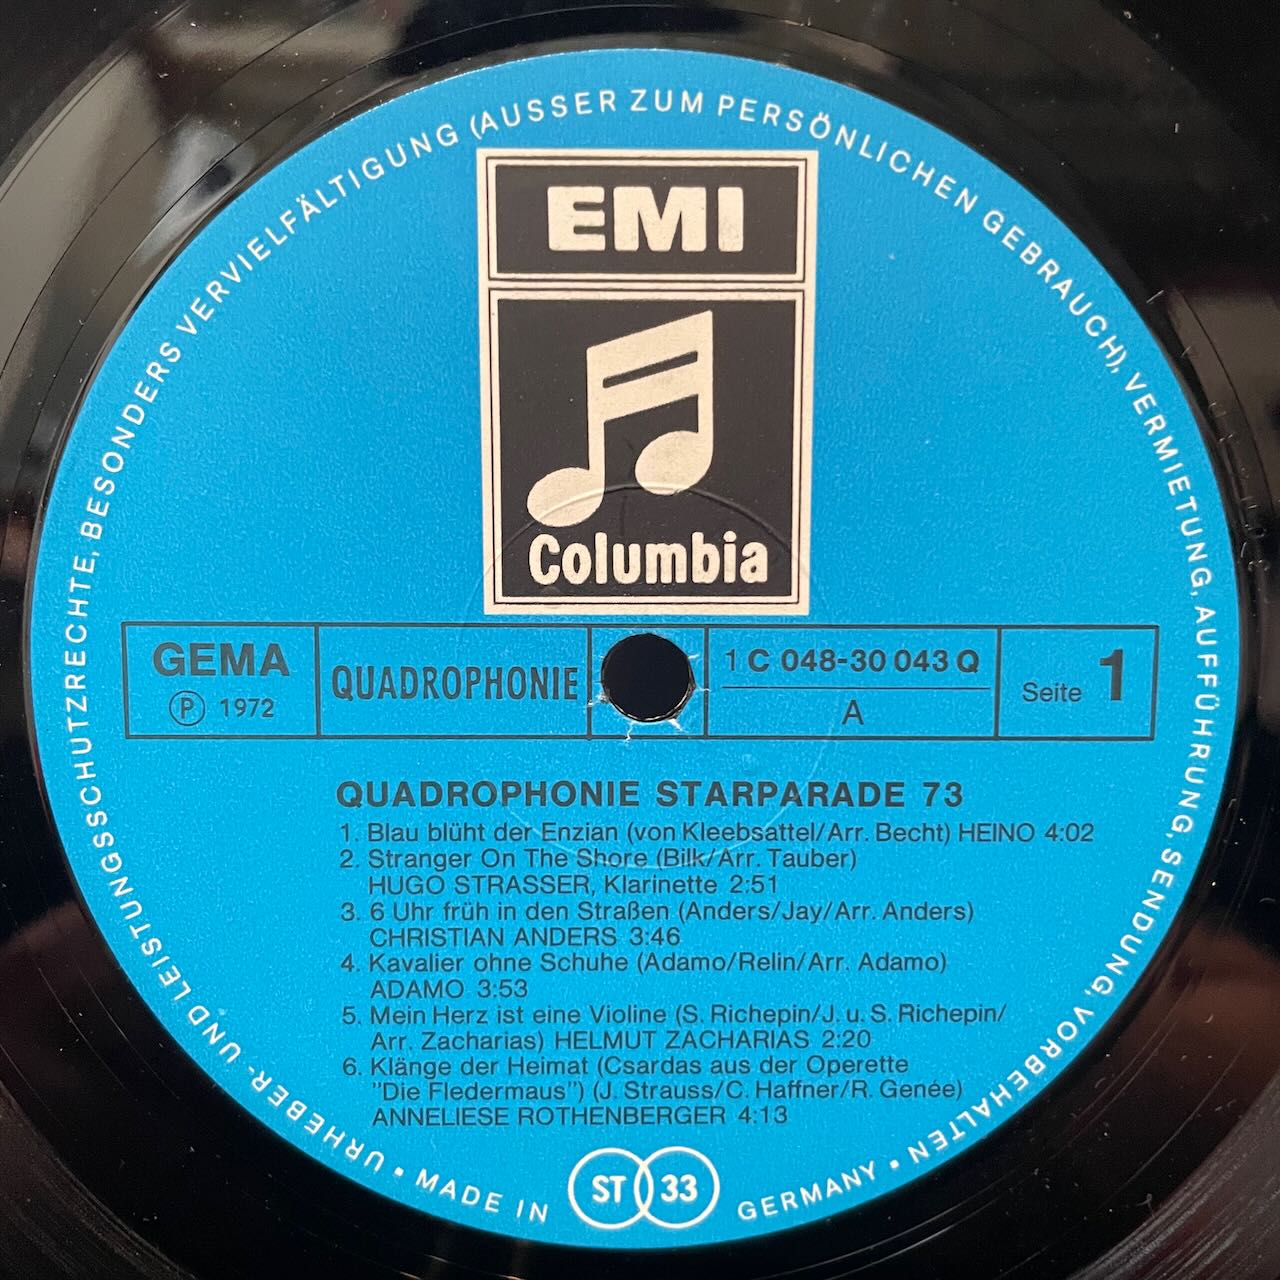 URHEBER- UND LEISTUNGSSCHUTZRECHTE, BESONDERS VERVIELFÄLTIGUNG (AUSSER ZUM PERSÖNLICHEN GEBRAUCH), VERMIETUNG, AUFFÜHRUNG, SENDUNG, VORBEHALTEN
EMI
Columbia
GEMA
Ⓟ 1972
QUADROPHONIE
1 C 048-30 043 Q
A
Seite 1
QUADROPHONIE STARPARADE 73
1. Blau blüht der Enzian (von Kleebsattel/Arr. Becht) HEINO 4:02
2. Stranger On The Shore (Bilk/Arr. Tauber)
HUGO STRASSER, Klarinette 2:51
3. 6 Uhr früh in den Straßen (Anders/Jay/Arr. Anders)
CHRISTIAN ANDERS 3:46
4. Kavalier ohne Schuhe (Adamo/Relin/Arr. Adamo)
ADAMO 3:53
5. Mein Herz ist eine Violine (S. Richepin/J. u. S. Richepin/
Arr. Zacharias) HELMUT ZACHARIAS 2:20
6. Klänge der Heimat (Csardas aus der Operette
"Die Fledermaus") (J. Strauss/C. Haffner/R. Genée)
ANNELIESE ROTHENBERGER 4:13
• MADE IN GERMANY •
ST 33